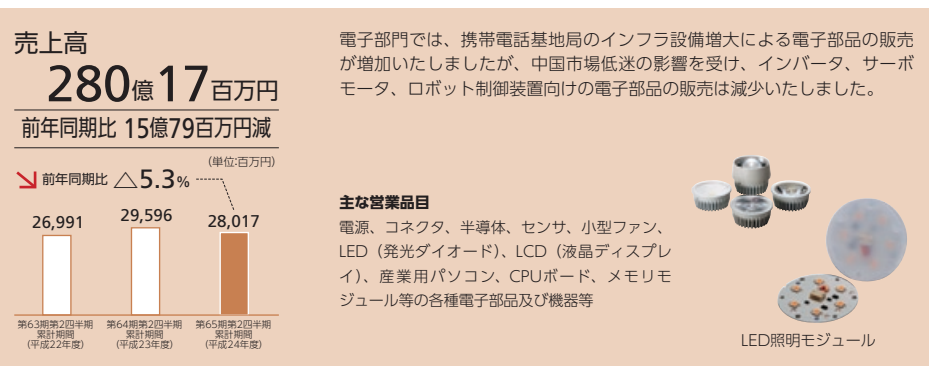 売上高
280億17百万円
前年同期比 15億79百万円減
(単位:百万円)
前年同期比 △5.3%
26,991
29,596
28,017
第63期第2四半期
累計期間
(平成22年度)
第64期第2四半期
累計期間
(平成23年度)
第65期第2四半期
累計期間
(平成24年度)
電子部門では、携帯電話基地局のインフラ設備増大による電子部品の販売
が増加いたしましたが、中国市場低迷の影響を受け、インバータ、サーボ
モータ、ロボット制御装置向けの電子部品の販売は減少いたしました。
主な営業品目
電源、コネクタ、半導体、センサ、小型ファン、
LED（発光ダイオード）、LCD（液晶ディスプレ
イ）、産業用パソコン、CPUボード、メモリモ
ジュール等の各種電子部品及び機器等
LED照明モジュール